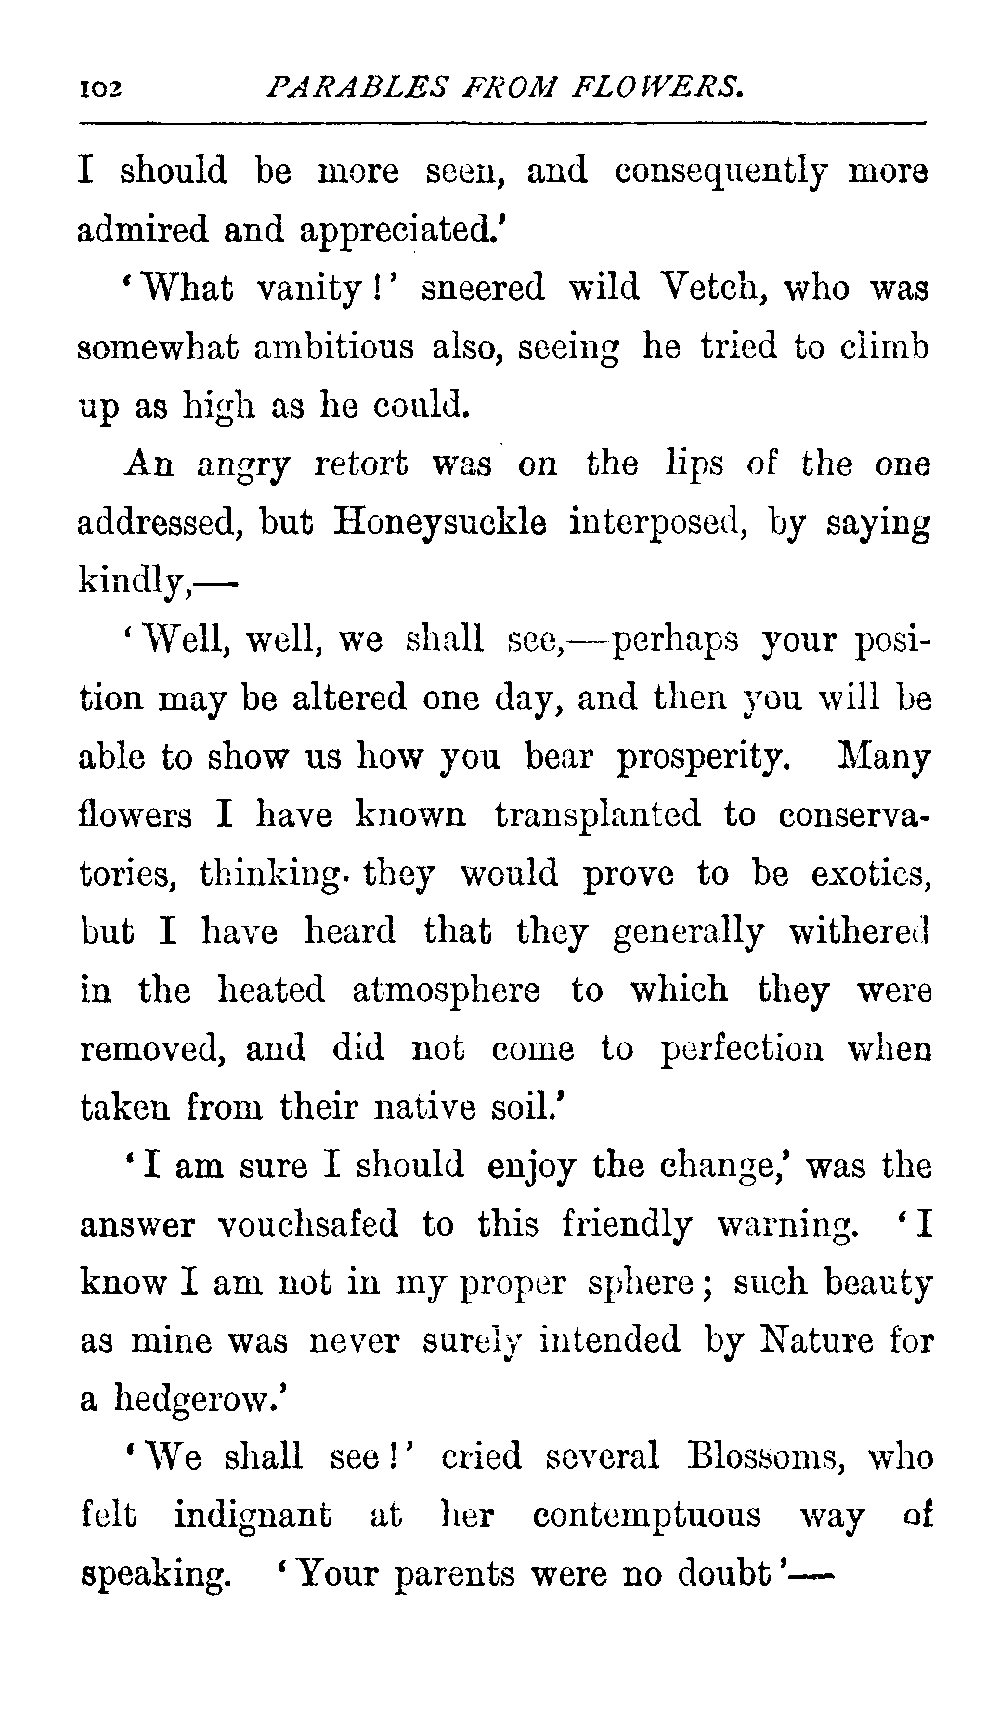 102 PARABLES FROM FLOWERS.
I should be more seen, and consequently more
admired and appreciated.'
'What vanity!' sneered wild Vetch, who was
somewhat ambitious also, seeing he tried to climb
up as high as he could.
An angry retort was on the lips of the one
addressed, but Honeysuckle interposed, by saying
kindly,—
'Well, well, we shall see,—perhaps your posi-
tion may be altered one day, and then you will be
able to show us how you bear prosperity. Many
flowers I have known transplanted to conserva-
tories, thinking they would prove to be exotics,
but I have heard that they generally withered
in the heated atmosphere to which they were
removed, and did not come to perfection when
taken from their native soil.'
'I am sure I should enjoy the change,' was the
answer vouchsafed to this friendly warning. 'I
know I am not in my proper sphere; such beauty
as mine was never surely intended by Nature for
a hedgerow.'
'We shall see!' cried several Blossoms, who
felt indignant at her contemptuous way of
speaking. 'Your parents were no doubt'—